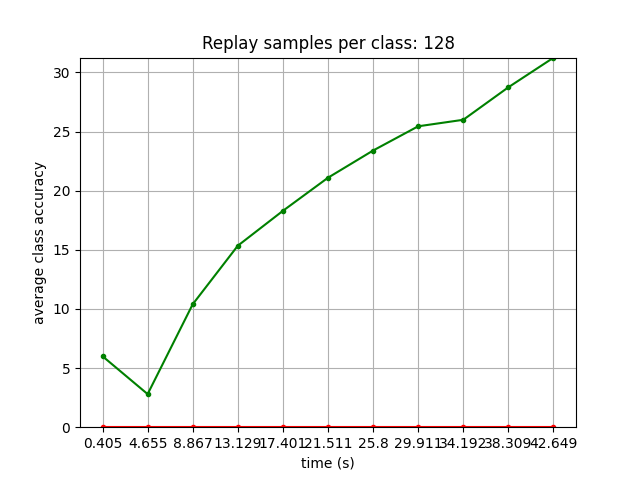 Replay samples per class: 128
average class accuracy
30
25
20
15
10
5
0
0.405 4.655 8.867 13.129 17.401 21.511 25.8 29.911 34.192 38.309 42.649
time (s)